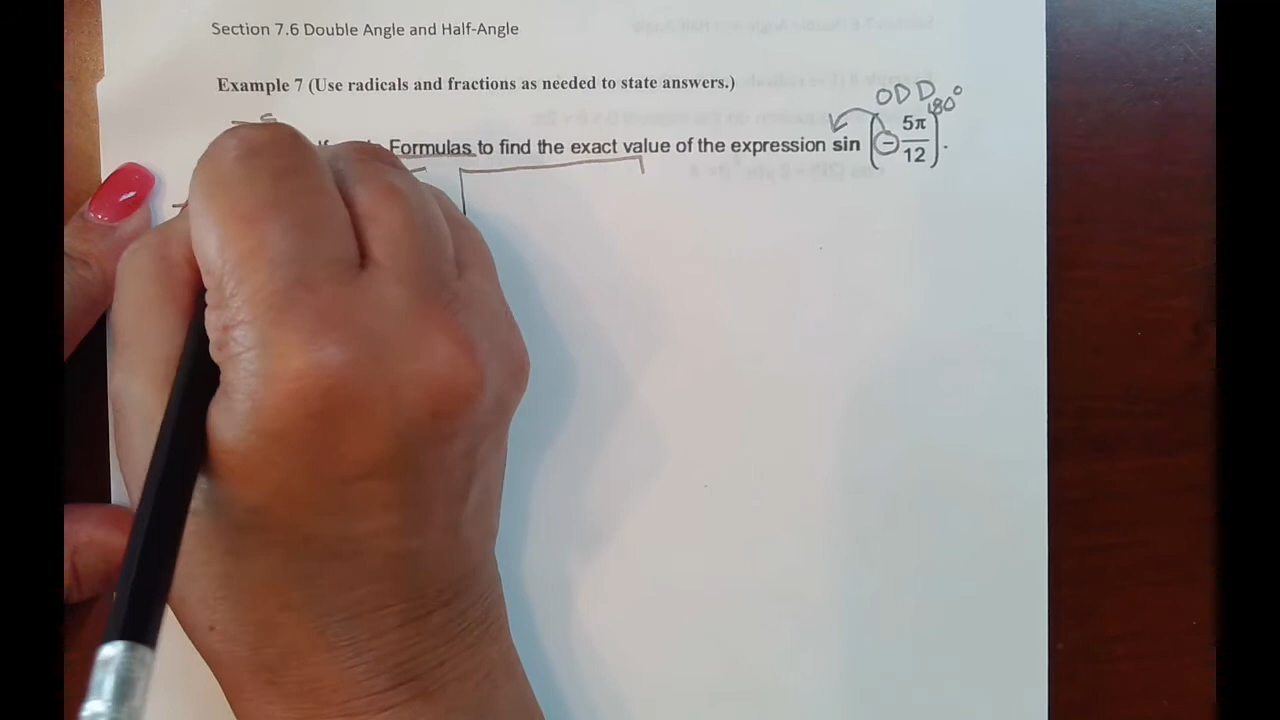 Section 7.6 Double Angle and Half-Angle
Example 7 (Use radicals and fractions as needed to state answers.)
ODD
180°
Formulas to find the exact value of the expression sin (-5π/12).